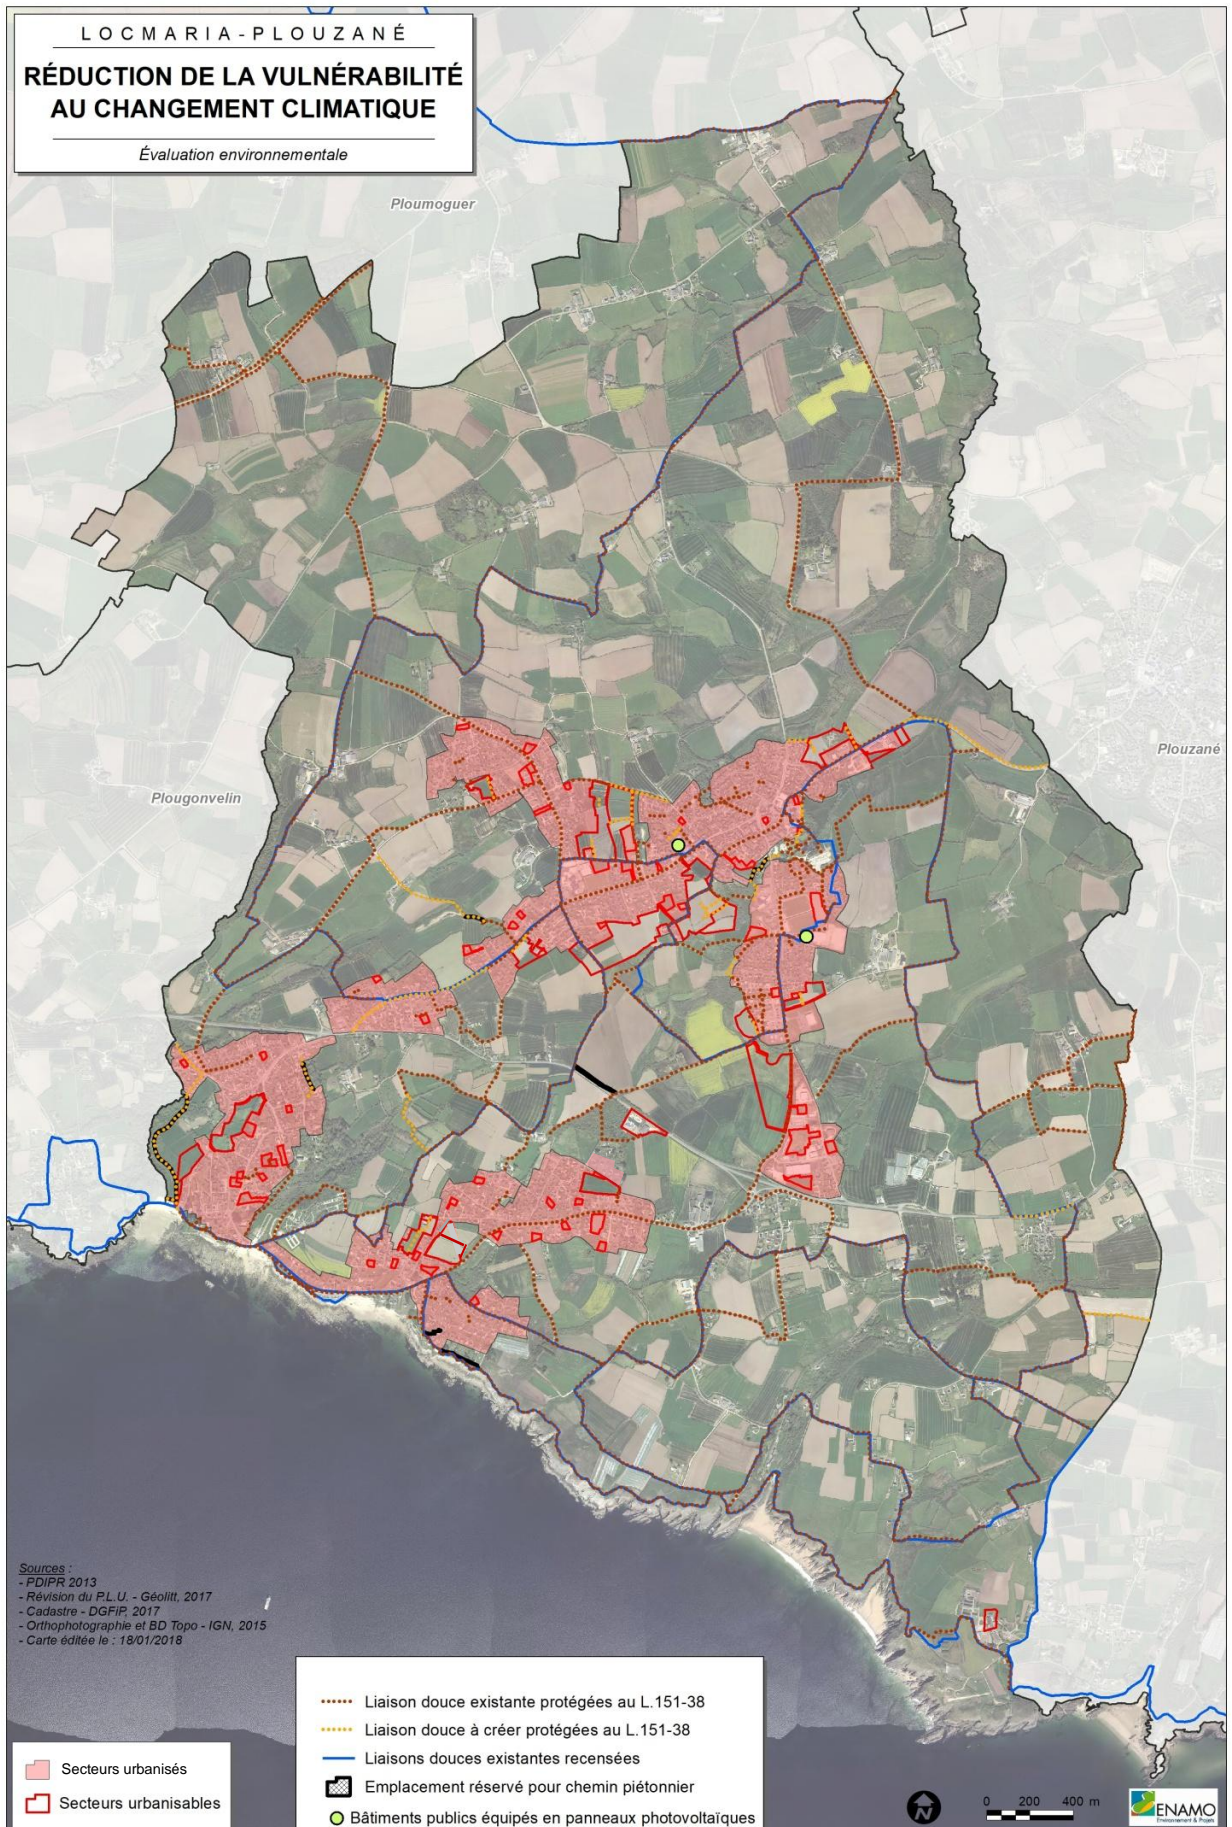 LOCMARIA-PLOUZANÉ
RÉDUCTION DE LA VULNÉRABILITÉ
AU CHANGEMENT CLIMATIQUE
Évaluation environnementale
Ploumoguer
Plouzané
Plougonvelin
Sources :
- PDIPR 2013
- Révision du P.L.U. - Géolitt, 2017
- Cadastre - DGFiP, 2017
- Orthophotographie et BD Topo - IGN, 2015
- Carte éditée le : 18/01/2018
Secteurs urbanisés
Secteurs urbanisables
Liaison douce existante protégées au L.151-38
Liaison douce à créer protégées au L.151-38
Liaisons douces existantes recensées
Emplacement réservé pour chemin piétonnier
Bâtiments publics équipés en panneaux photovoltaïques
N
0 200 400 m
ENAMO
Environnement & Projets